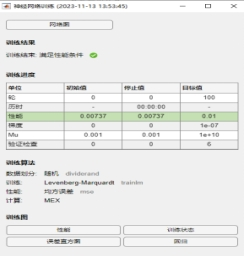 神经网络训练 (2023-11-13 13:53:45)
网络图
训练结果
训练结束: 满足性能条件
训练进度
单位 初始值 停止值 目标值
轮 0 0 100
历时 - 00:00:00 -
性能 0.00737 0.00737 0.01
梯度 0 0 1e-07
Mu 0.001 0.001 1e+10
验证检查 0 0 6
训练算法
数据划分: 随机 dividerand
训练: Levenberg-Marquardt trainlm
性能: 均方误差 mse
计算: MEX
训练图
性能 训练状态
误差直方图 回归